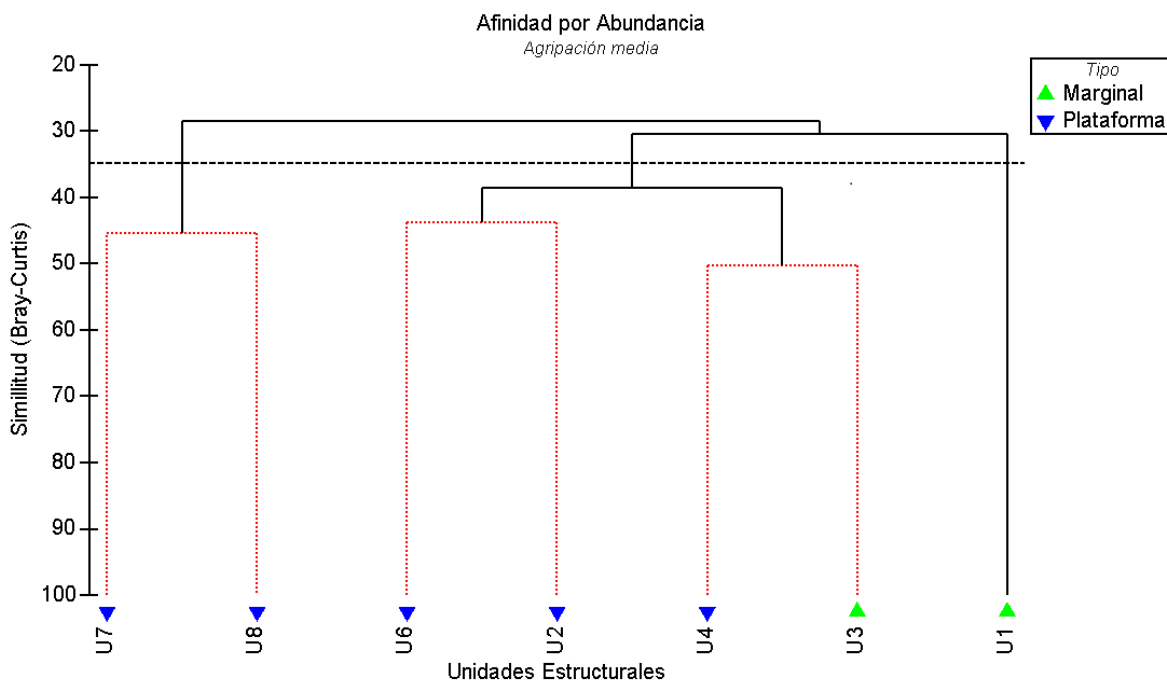 Afinidad por Abundancia
Agripación media
Tipo
Marginal
Plataforma
Simillitud (Bray-Curtis)
20
30
40
50
60
70
80
90
100
U7
U8
U6
U2
U4
U3
U1
Unidades Estructurales